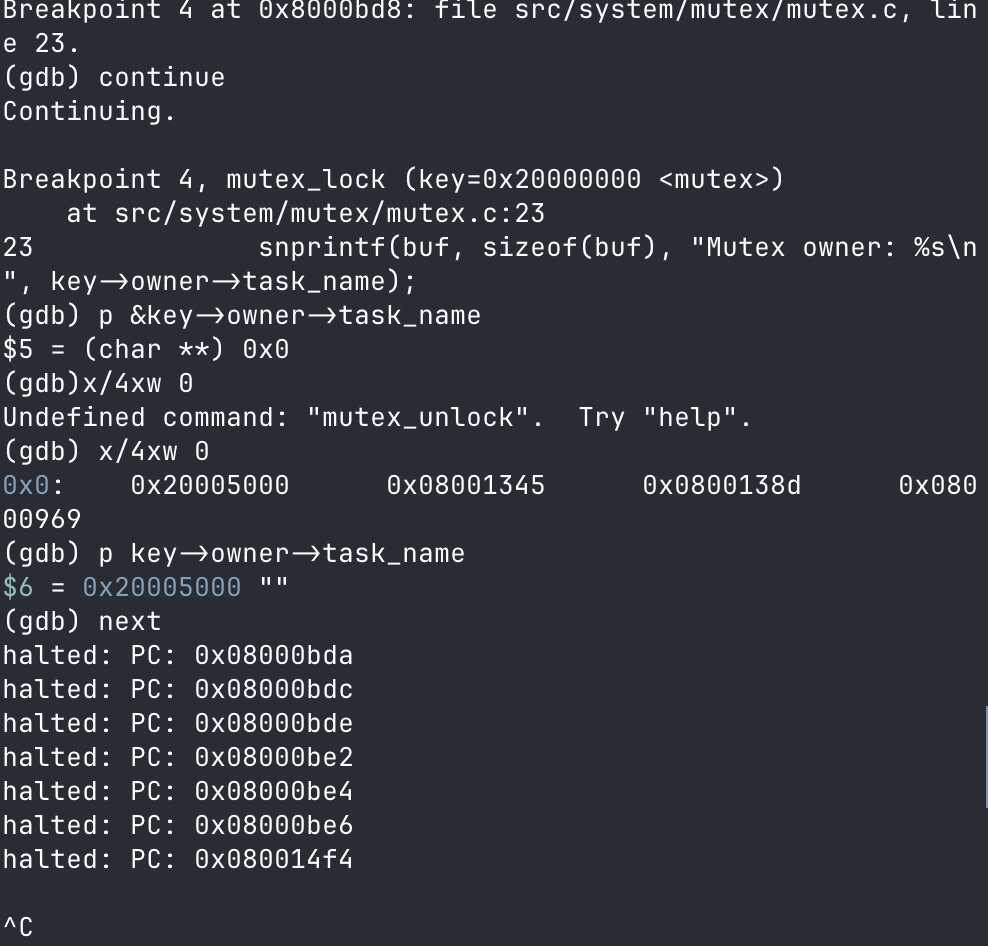 Breakpoint 4 at 0x8000bd8: file src/system/mutex/mutex.c, lin
e 23.
(gdb) continue
Continuing.
Breakpoint 4, mutex_lock (key=0x20000000 <mutex>)
    at src/system/mutex/mutex.c:23
23              snprintf(buf, sizeof(buf), "Mutex owner: %s\n
", key->owner->task_name);
(gdb) p &key->owner->task_name
$5 = (char **) 0x0
(gdb)x/4xw 0
Undefined command: "mutex_unlock".  Try "help".
(gdb) x/4xw 0
0x0:    0x20005000      0x08001345      0x0800138d      0x080
00969
(gdb) p key->owner->task_name
$6 = 0x20005000 ""
(gdb) next
halted: PC: 0x08000bda
halted: PC: 0x08000bdc
halted: PC: 0x08000bde
halted: PC: 0x08000be2
halted: PC: 0x08000be4
halted: PC: 0x08000be6
halted: PC: 0x080014f4
^C